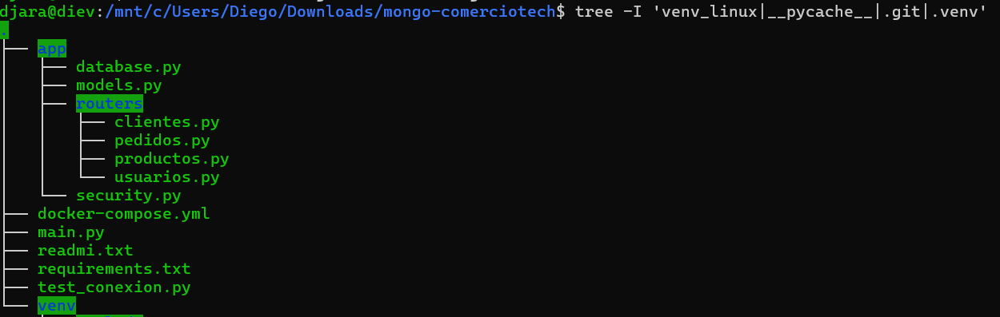 djara@diev:/mnt/c/Users/Diego/Downloads/mongo-comerciotech$ tree -I 'venv_linux|__pycache__|.git|.venv'
.
├── app
│   ├── database.py
│   ├── models.py
│   ├── routers
│   │   ├── clientes.py
│   │   ├── pedidos.py
│   │   ├── productos.py
│   │   └── usuarios.py
│   └── security.py
├── docker-compose.yml
├── main.py
├── readmi.txt
├── requirements.txt
├── test_conexion.py
└── venv